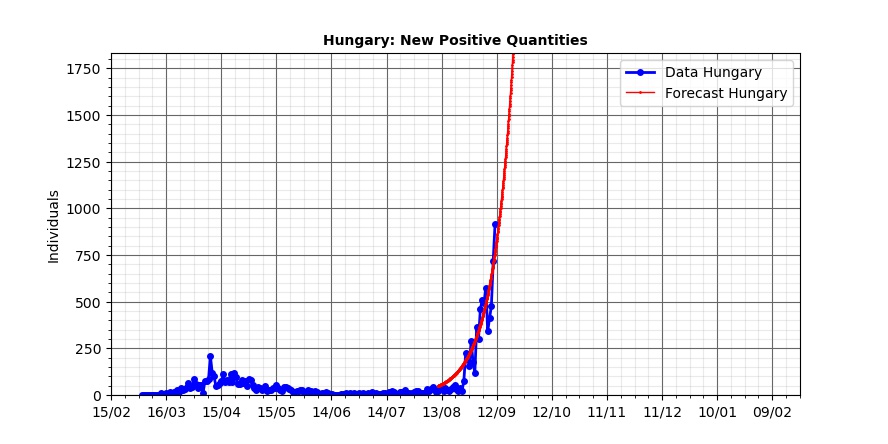 Hungary: New Positive Quantities
Data Hungary
Forecast Hungary
Individuals
1750
1500
1250
1000
750
500
250
0
15/02 16/03 15/04 15/05 14/06 14/07 13/08 12/09 12/10 11/11 11/12 10/01 09/02